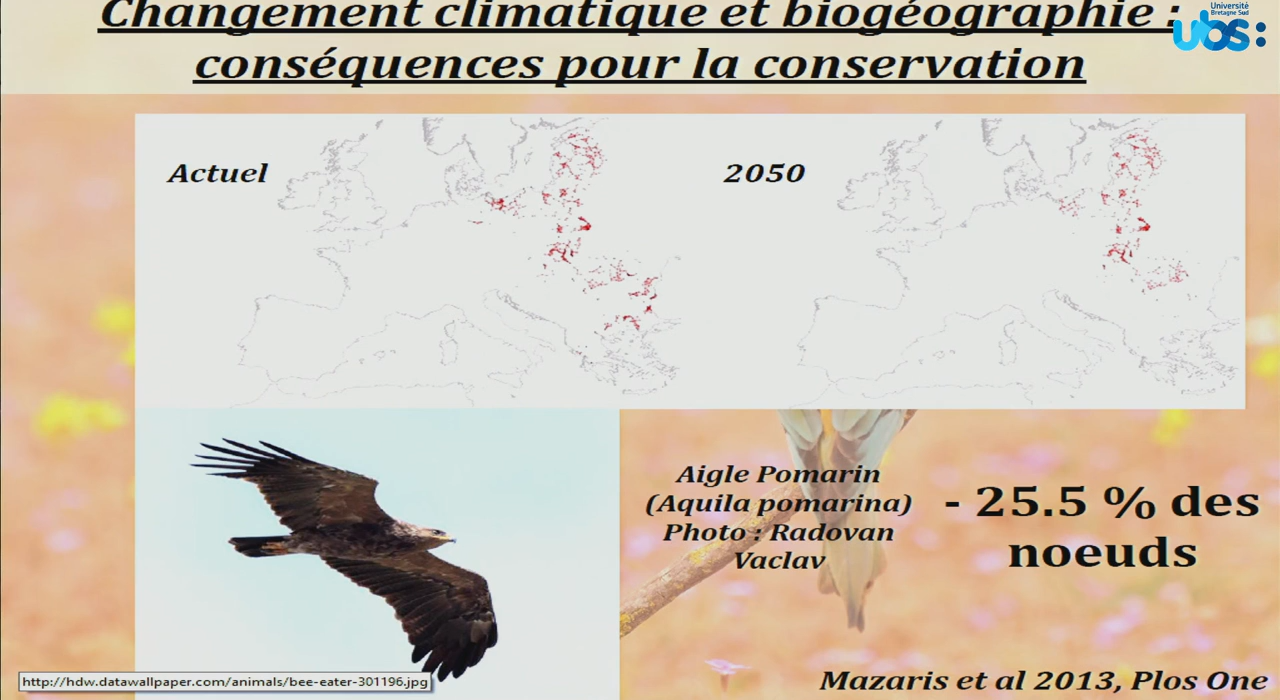 Changement climatique et biogéographie :
conséquences pour la conservation
Université
Bretagne Sud
ubs:
Actuel
2050
Aigle Pomarin
(Aquila pomarina)
Photo : Radovan
Vaclav
- 25.5 % des
noeuds
http://hdw.datawallpaper.com/animals/bee-eater-301196.jpg
Mazaris et al 2013, Plos One